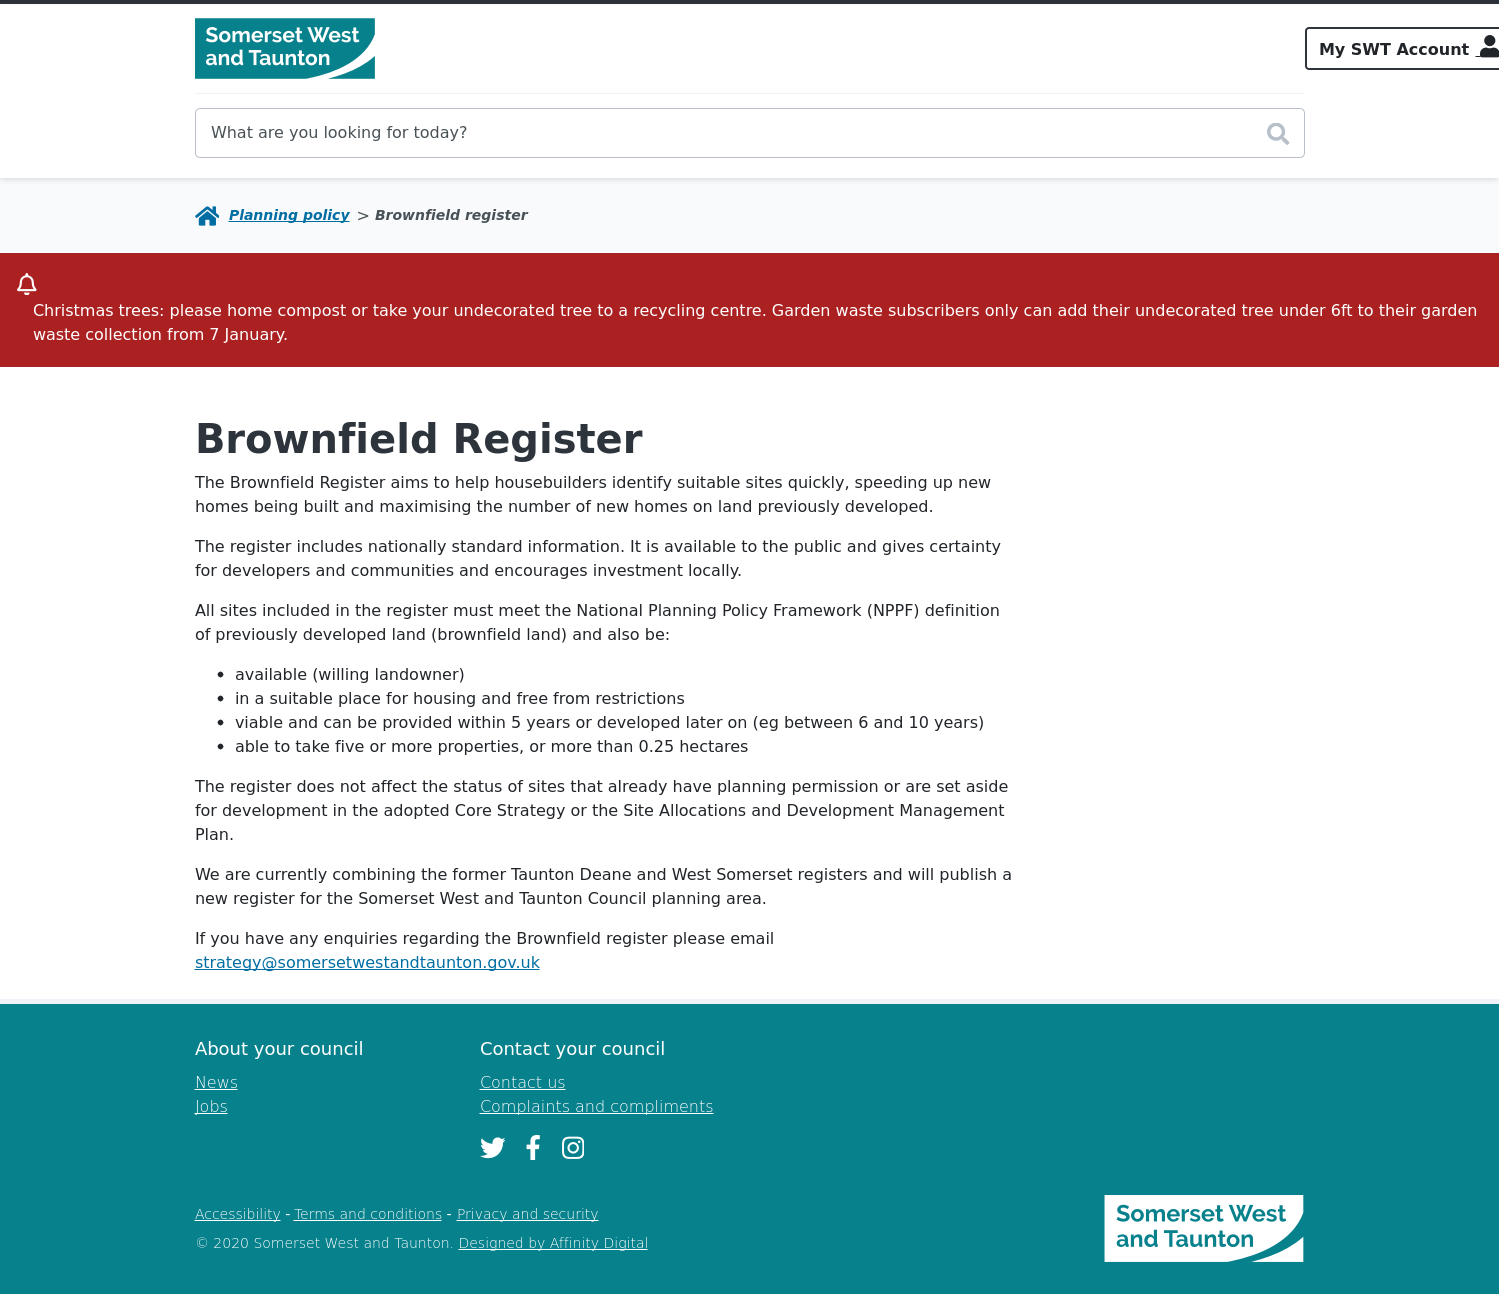 Somerset West
and Taunton
My SWT Account
What are you looking for today?
Planning policy > Brownfield register
Christmas trees: please home compost or take your undecorated tree to a recycling centre. Garden waste subscribers only can add their undecorated tree under 6ft to their garden
waste collection from 7 January.
Brownfield Register
The Brownfield Register aims to help housebuilders identify suitable sites quickly, speeding up new
homes being built and maximising the number of new homes on land previously developed.
The register includes nationally standard information. It is available to the public and gives certainty
for developers and communities and encourages investment locally.
All sites included in the register must meet the National Planning Policy Framework (NPPF) definition
of previously developed land (brownfield land) and also be:
• available (willing landowner)
• in a suitable place for housing and free from restrictions
• viable and can be provided within 5 years or developed later on (eg between 6 and 10 years)
• able to take five or more properties, or more than 0.25 hectares
The register does not affect the status of sites that already have planning permission or are set aside
for development in the adopted Core Strategy or the Site Allocations and Development Management
Plan.
We are currently combining the former Taunton Deane and West Somerset registers and will publish a
new register for the Somerset West and Taunton Council planning area.
If you have any enquiries regarding the Brownfield register please email
strategy@somersetwestandtaunton.gov.uk
About your council
News
Jobs
Contact your council
Contact us
Complaints and compliments
Accessibility - Terms and conditions - Privacy and security
© 2020 Somerset West and Taunton. Designed by Affinity Digital
Somerset West
and Taunton